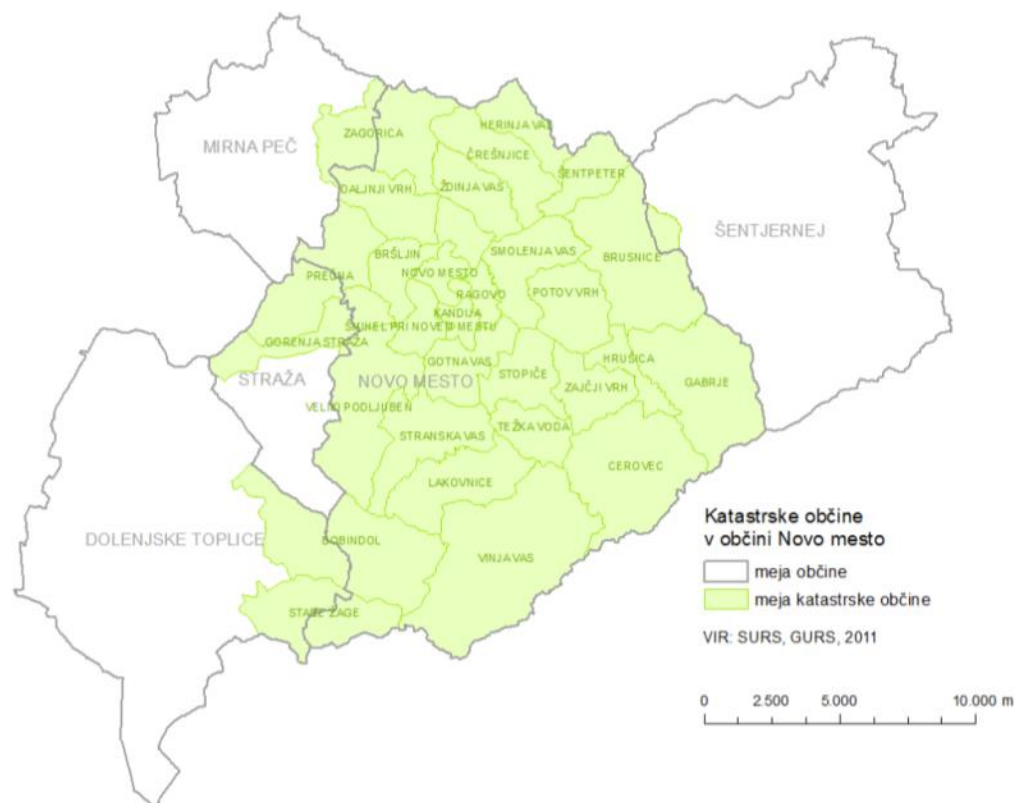 HERINJA VAS
ZAGORICA
MIRNA PEČ
ČREŠNJICE
ŠENTPETER
DALJNJI VRH
ŽDINJA VAS
ŠENTJERNEJ
BRŠLJIN
SMOLENJA VAS
BRUSNICE
PREČNA
NOVO MESTO
RAGOVO
POTOV VRH
KANDIJA
ŠMIHEL PRI NOVEM MESTU
GORENJA STRAŽA
GOTNA VAS
HRUŠICA
STRAŽA
NOVO MESTO
STOPIČE
ZAJČJI VRH
GABRJE
STRANSKA VAS
TEŽKA VODA
CEROVEC
LAKOVNICE
DOLENJSKE TOPLICE
DOBINDOL
VINJA VAS
STARE ŽAGE
Katastrske občine
v občini Novo mesto
meja občine
meja katastrske občine
VIR: SURS, GURS, 2011
0 2.500 5.000 10.000 m